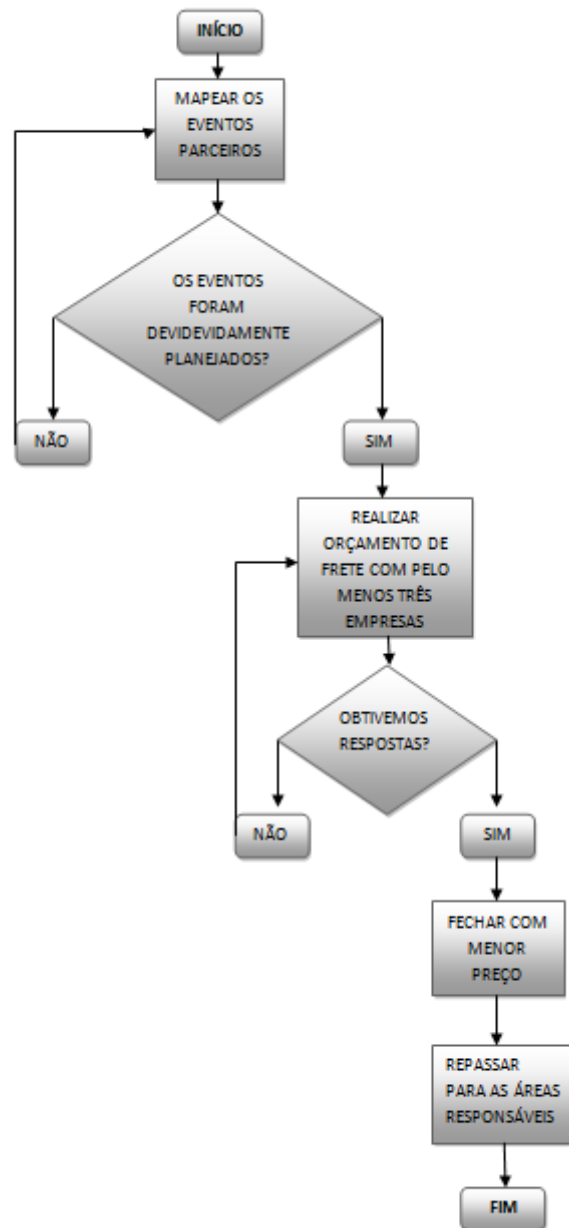 INÍCIO
MAPEAR OS
EVENTOS
PARCEIROS
OS EVENTOS
FORAM
DEVIDEVIDAMENTE
PLANEJADOS?
NÃO
SIM
REALIZAR
ORÇAMENTO DE
FRETE COM PELO
MENOS TRÊS
EMPRESAS
OBTIVEMOS
RESPOSTAS?
NÃO
SIM
FECHAR COM
MENOR
PREÇO
REPASSAR
PARA AS ÁREAS
RESPONSÁVEIS
FIM